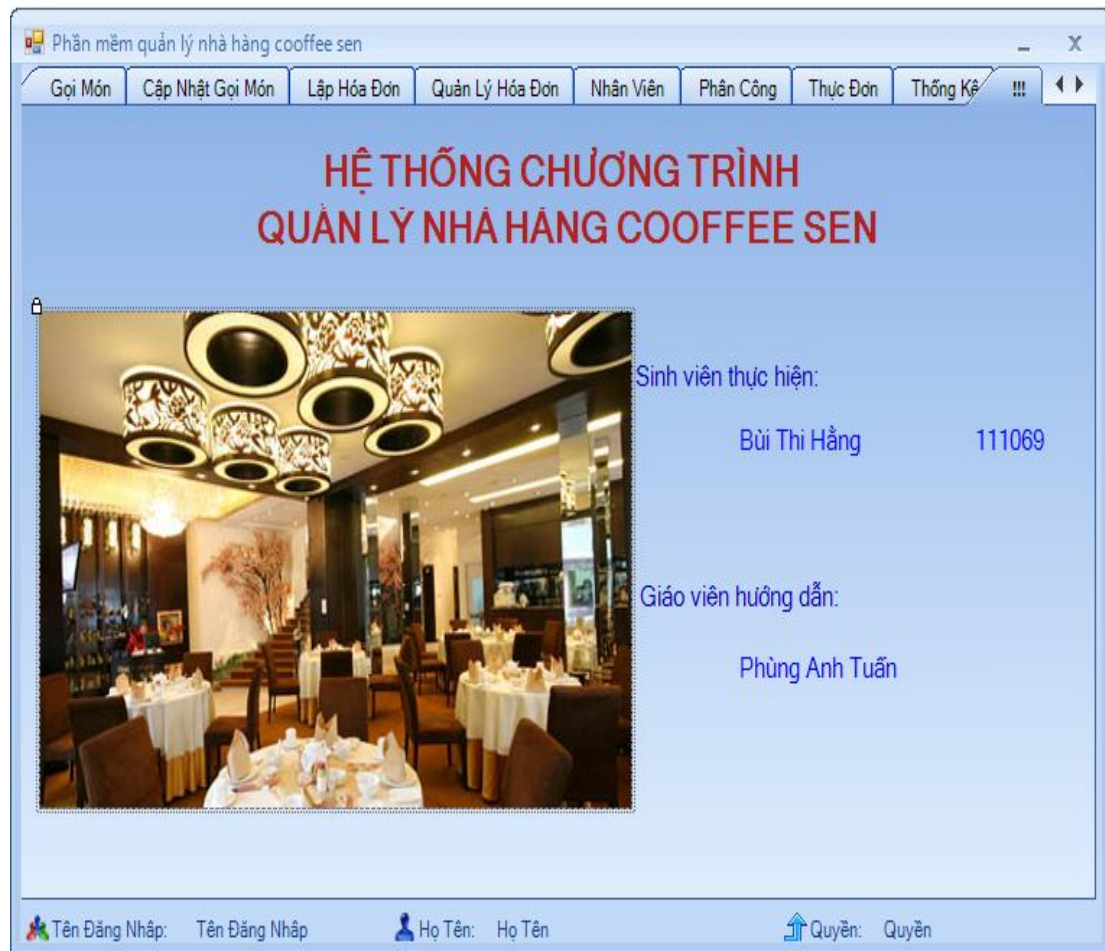 Phần mềm quản lý nhà hàng cooffee sen
Gọi Món Cập Nhật Gọi Món Lập Hóa Đơn Quản Lý Hóa Đơn Nhân Viên Phân Công Thực Đơn Thống Kê !!!
HỆ THỐNG CHƯƠNG TRÌNH
QUẢN LÝ NHÀ HÀNG COOFFEE SEN
Sinh viên thực hiện:
Bùi Thi Hằng 111069
Giáo viên hướng dẫn:
Phùng Anh Tuấn
Tên Đăng Nhâp: Tên Đăng Nhâp Họ Tên: Họ Tên Quyền: Quyền